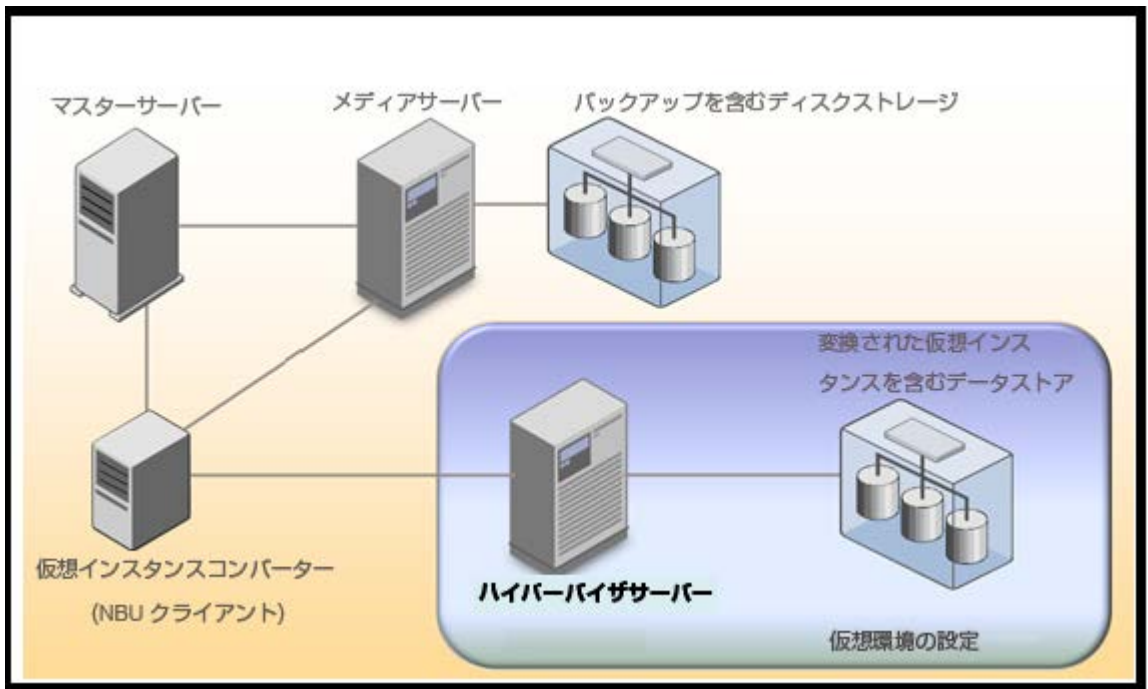 マスターサーバー
メディアサーバー
バックアップを含むディスクストレージ
変換された仮想インス
タンスを含むデータストア
仮想インスタンスコンバーター
(NBU クライアント)
ハイパーバイザサーバー
仮想環境の設定